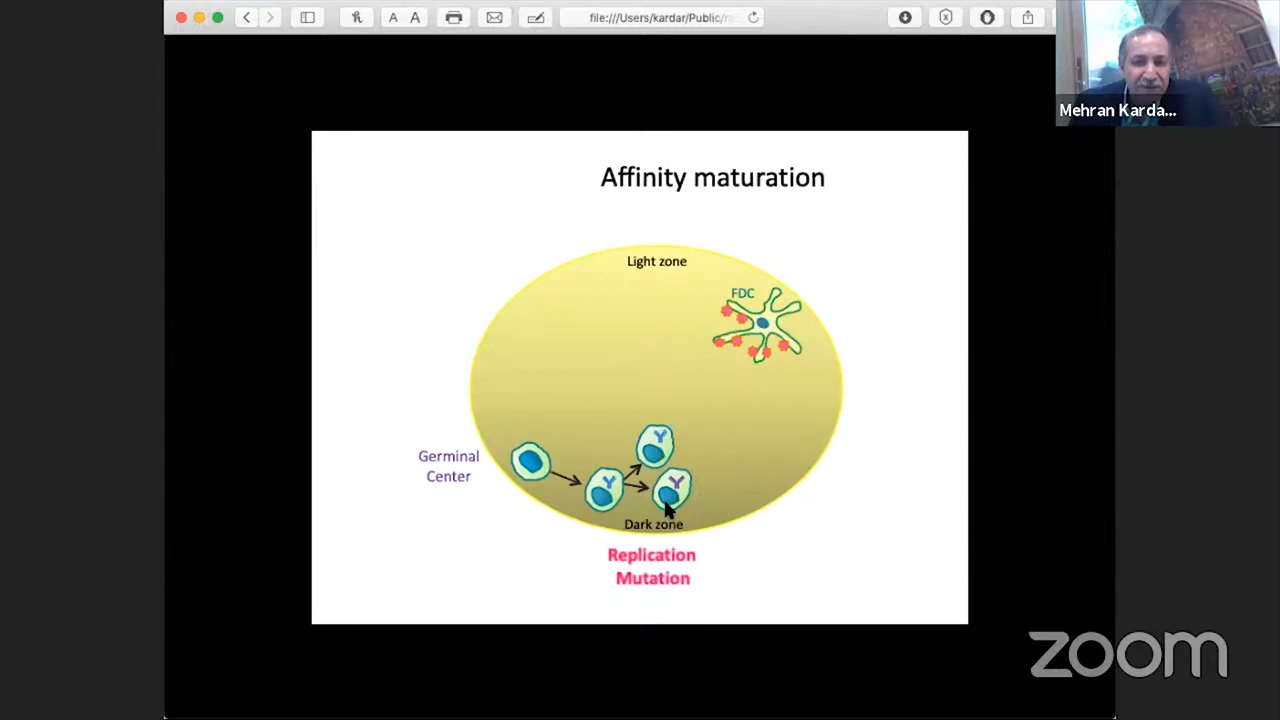 file:///Users/kardar/Public/
A A
Mehran Karda...
Affinity maturation
Light zone
FDC
Germinal
Center
Dark zone
Replication
Mutation
zoom